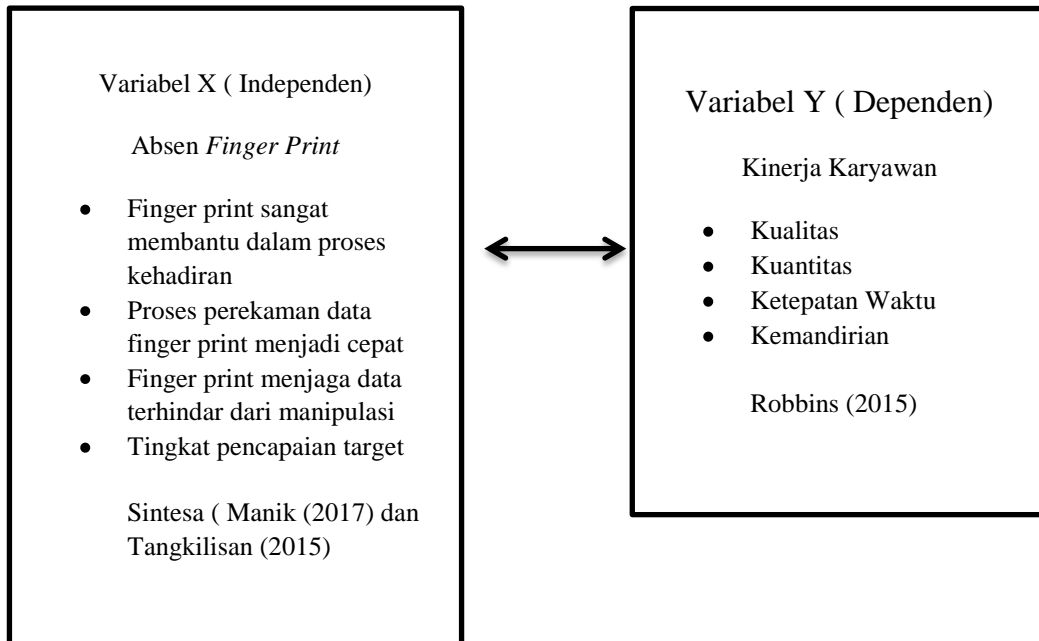 Variabel X ( Independen)
Absen Finger Print
● Finger print sangat
membantu dalam proses
kehadiran
● Proses perekaman data
finger print menjadi cepat
● Finger print menjaga data
terhindar dari manipulasi
● Tingkat pencapaian target
Sintesa ( Manik (2017) dan
Tangkilisan (2015)
Variabel Y ( Dependen)
Kinerja Karyawan
● Kualitas
● Kuantitas
● Ketepatan Waktu
● Kemandirian
Robbins (2015)